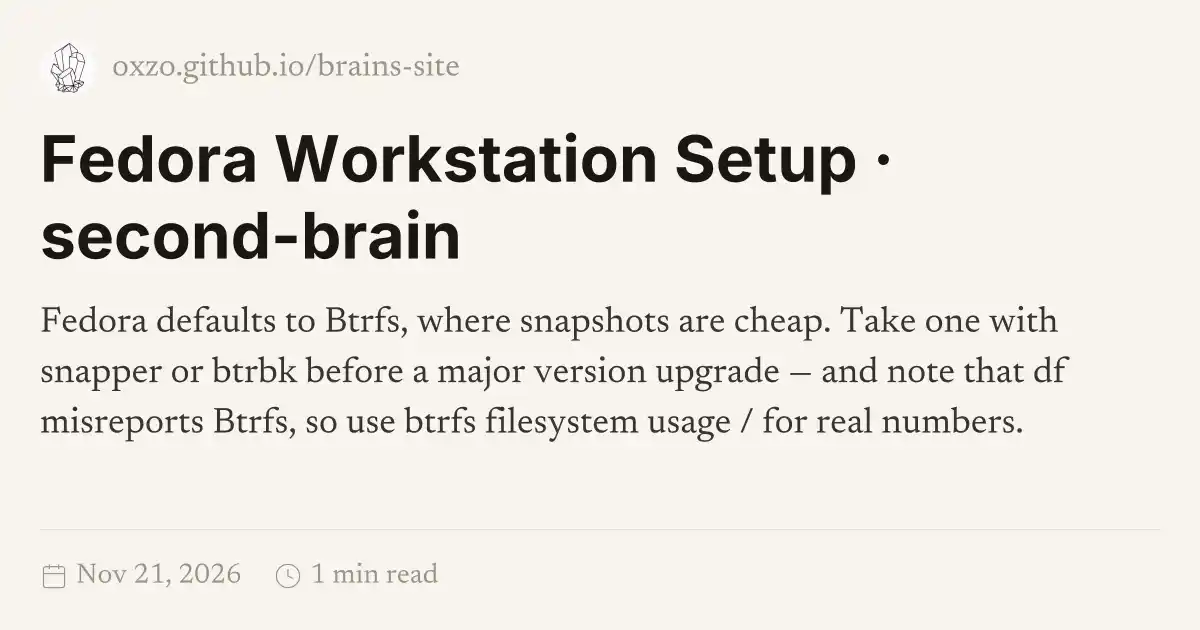 oxzo.github.io/brains-site
Fedora Workstation Setup ·
second-brain
Fedora defaults to Btrfs, where snapshots are cheap. Take one with
snapper or btrbk before a major version upgrade — and note that df
misreports Btrfs, so use btrfs filesystem usage / for real numbers.
Nov 21, 2026 1 min read